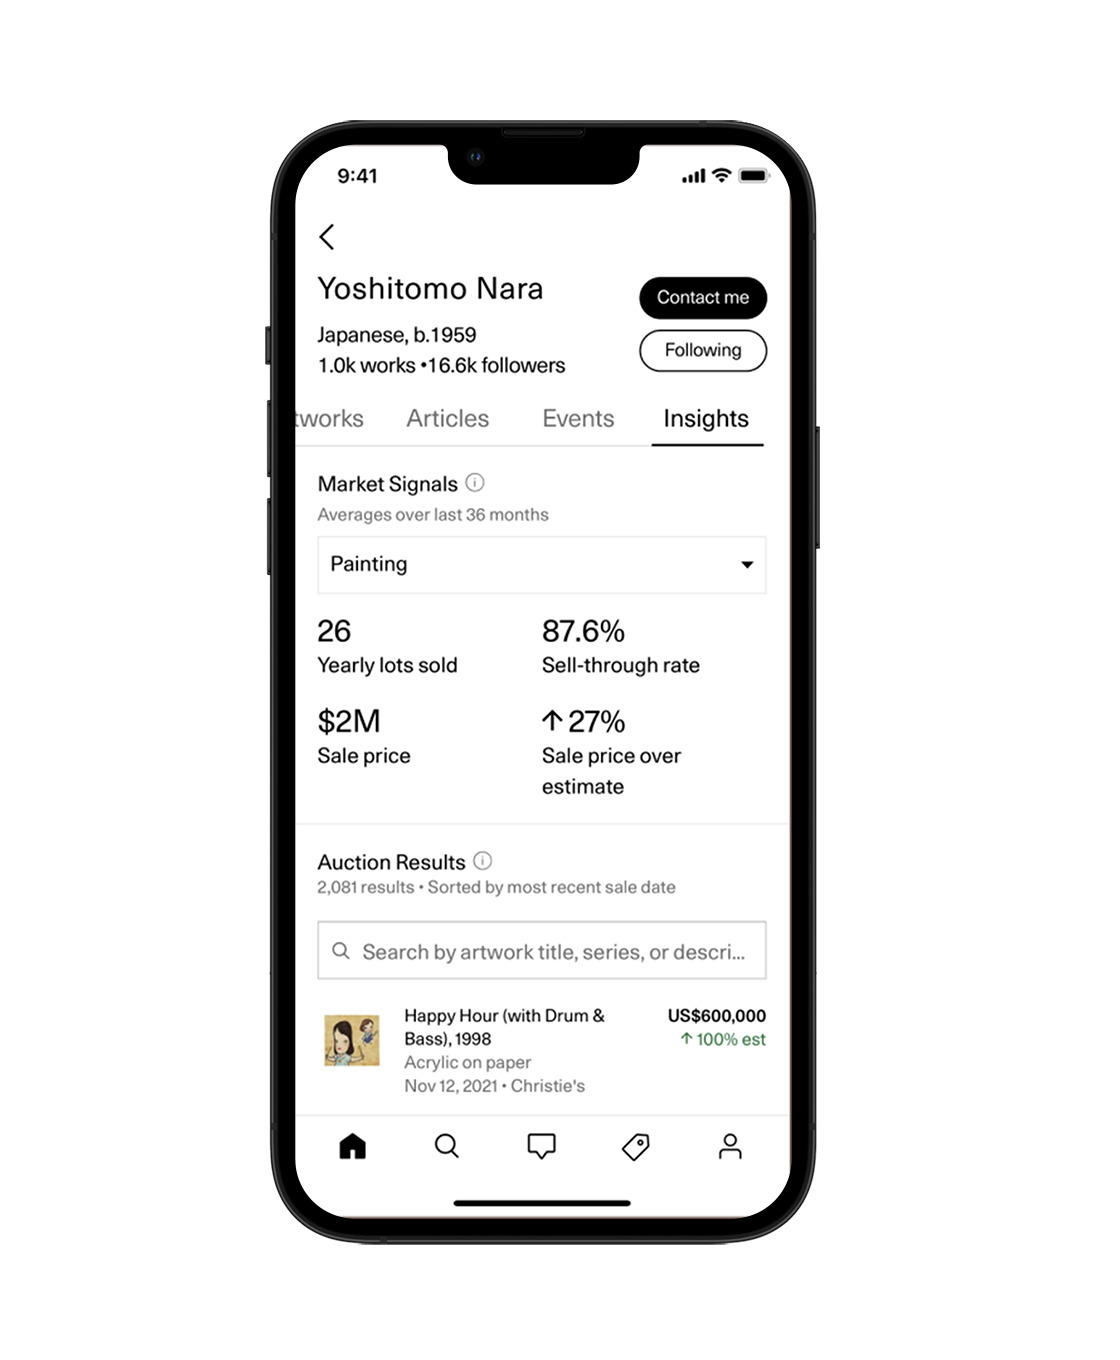 9:41
Yoshitomo Nara
Contact me
Japanese, b.1959
1.0k works •16.6k followers
Following
tworks Articles Events Insights
Market Signals
Averages over last 36 months
Painting
26
Yearly lots sold
87.6%
Sell-through rate
$2M
Sale price
↑ 27%
Sale price over
estimate
Auction Results
2,081 results • Sorted by most recent sale date
Search by artwork title, series, or descri...
Happy Hour (with Drum &
Bass), 1998
Acrylic on paper
Nov 12, 2021 • Christie's
US$600,000
↑ 100% est